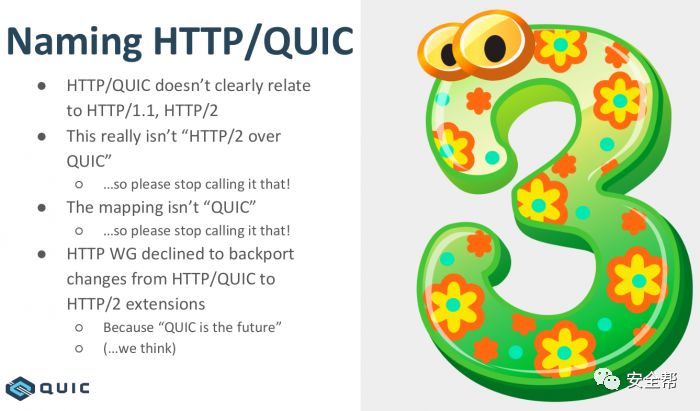 Naming HTTP/QUIC
● HTTP/QUIC doesn’t clearly relate
to HTTP/1.1, HTTP/2
● This really isn’t “HTTP/2 over
QUIC”
○ …so please stop calling it that!
● The mapping isn’t “QUIC”
○ …so please stop calling it that!
● HTTP WG declined to backport
changes from HTTP/QUIC to
HTTP/2 extensions
○ Because “QUIC is the future”
○ (…we think)
3
QUIC
安全帮